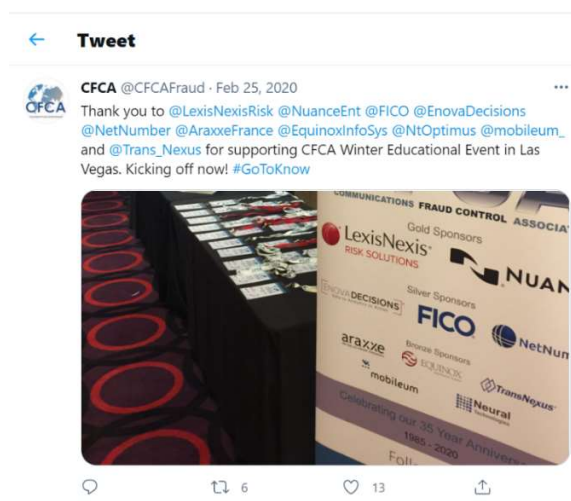 Tweet
CFCA @CFCAFraud · Feb 25, 2020
CFCA
Thank you to @LexisNexisRisk @NuanceEnt @FICO @EnovaDecisions
@NetNumber @AraxxeFrance @EquinoxInfoSys @NtOptimus @mobileum_
and @Trans_Nexus for supporting CFCA Winter Educational Event in Las
Vegas. Kicking off now! #GoToKnow
COMMUNICATIONS FRAUD CONTROL ASSOCIA
Gold Sponsors
LexisNexis
RISK SOLUTIONS
NUAN
Silver Sponsors
ENOVA DECISIONS
FICO
NetNum
Bronze Sponsors
araxxe
EQUINOX
mobileum
TransNexus
Neural
Technologies
Celebrating our 35 Year Annivers
1985 - 2020
Foll
6
13